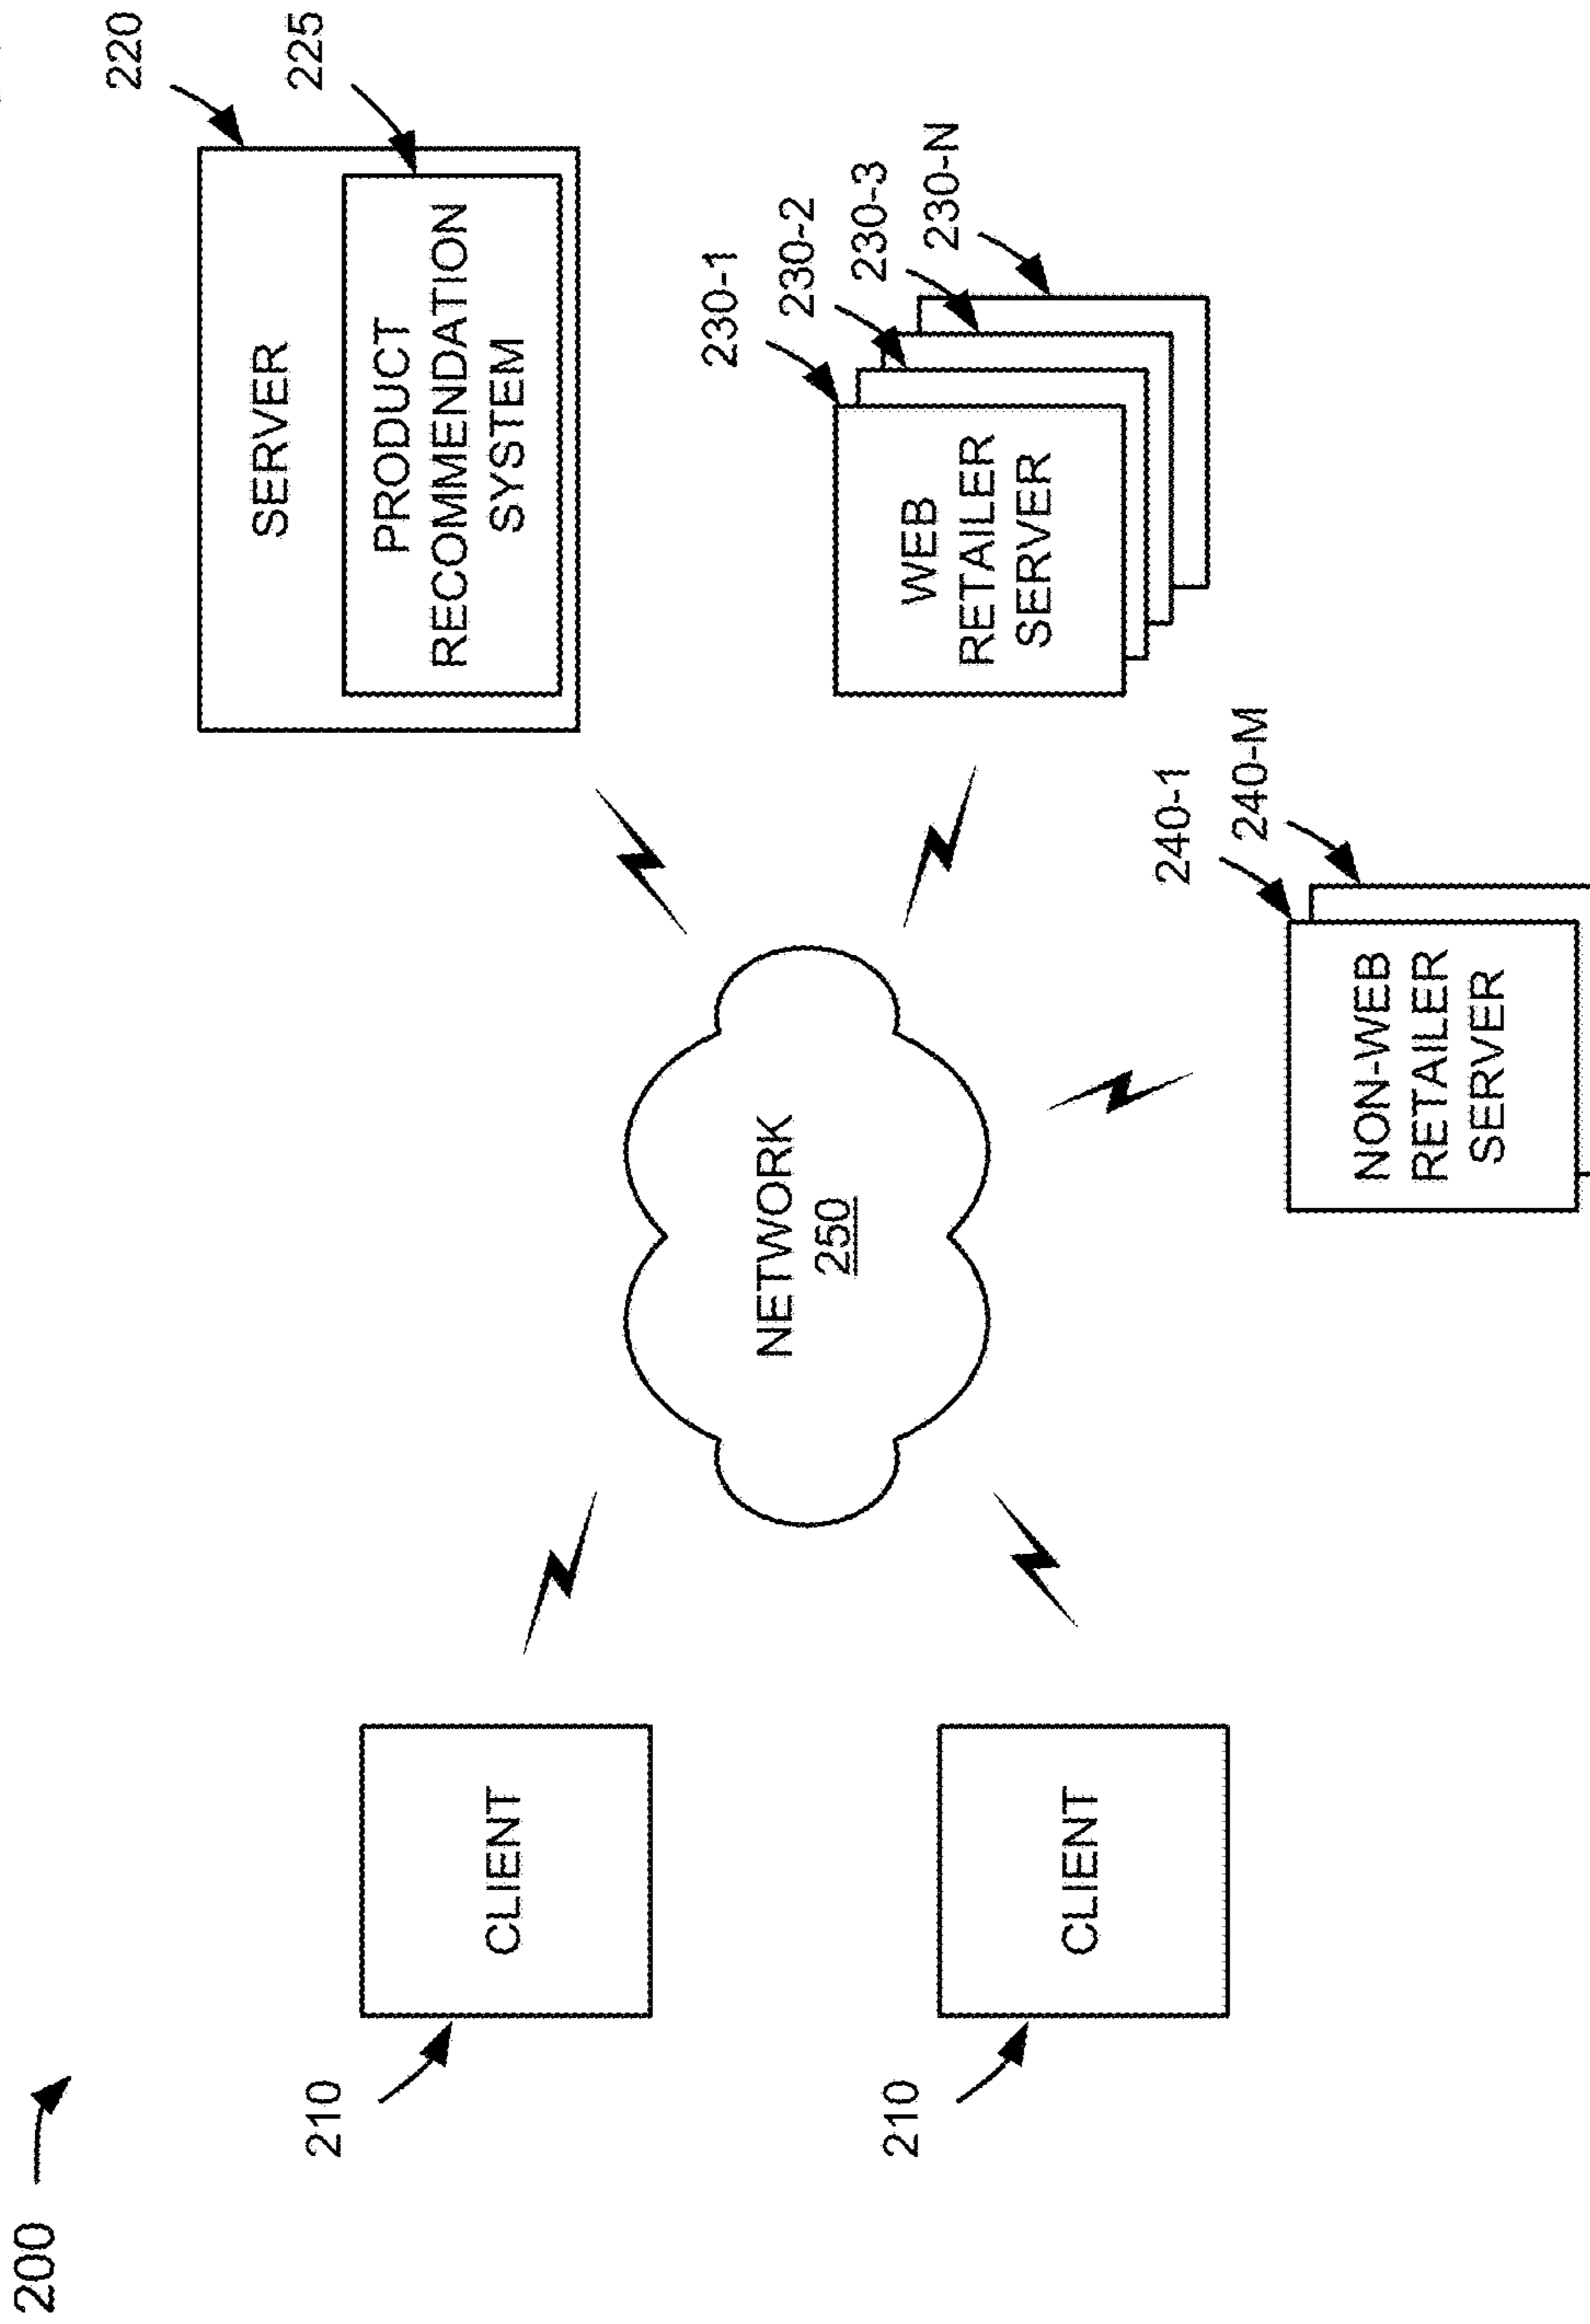 200
220
SERVER
225
PRODUCT
RECOMMENDATION
SYSTEM
210
CLIENT
NETWORK
250
230-1
230-2
230-3
230-N
WEB
RETAILER
SERVER
210
CLIENT
240-1
240-M
NON-WEB
RETAILER
SERVER